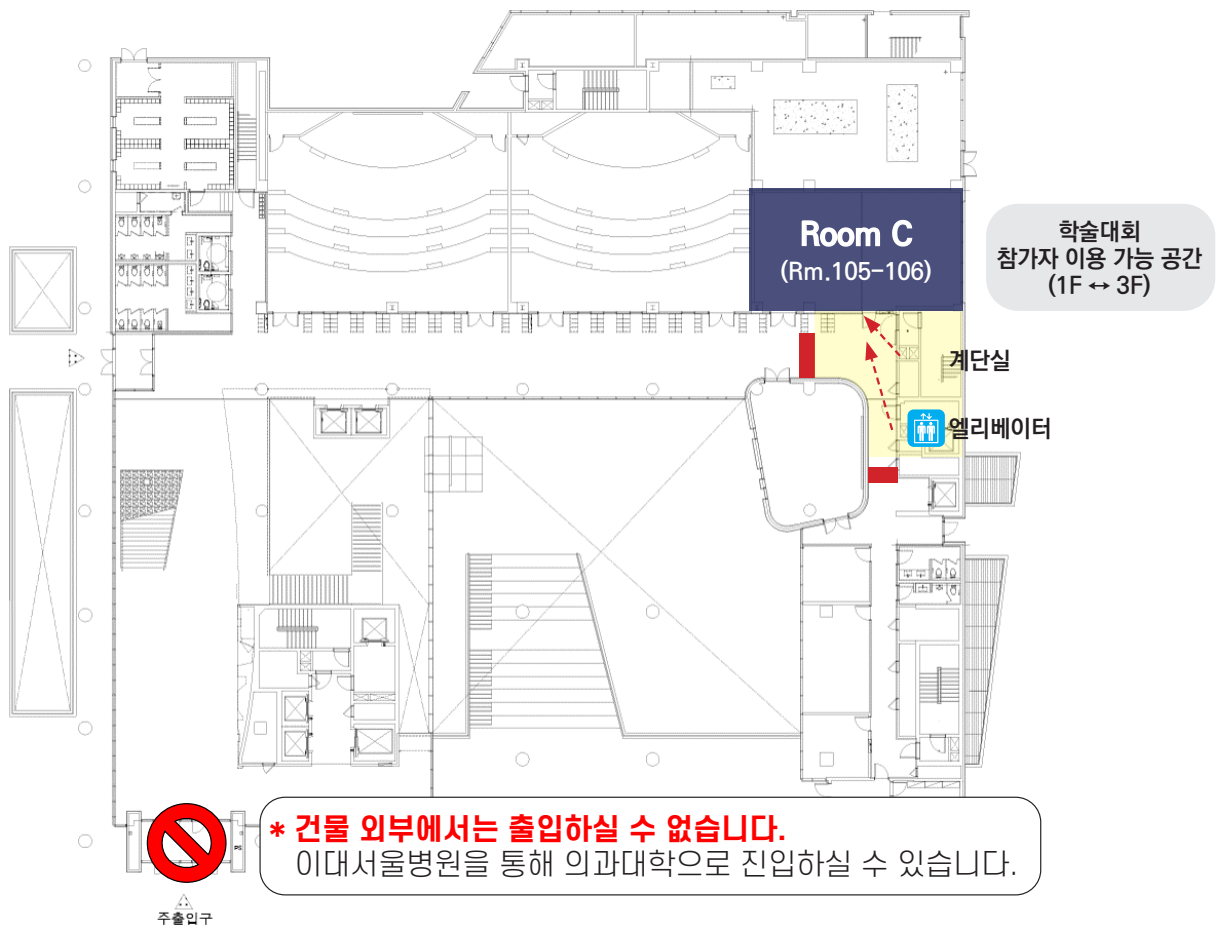 Room C
(Rm.105-106)
학술대회
참가자 이용 가능 공간
(1F ↔ 3F)
계단실
엘리베이터
* 건물 외부에서는 출입하실 수 없습니다.
이대서울병원을 통해 의과대학으로 진입하실 수 있습니다.
주출입구